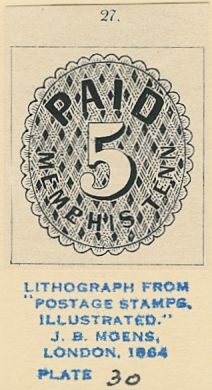 27.
PAID
5
MEMPHIS, TENN
LITHOGRAPH FROM
"POSTAGE STAMPS,
ILLUSTRATED."
J. B. MOENS,
LONDON, 1864
PLATE 30